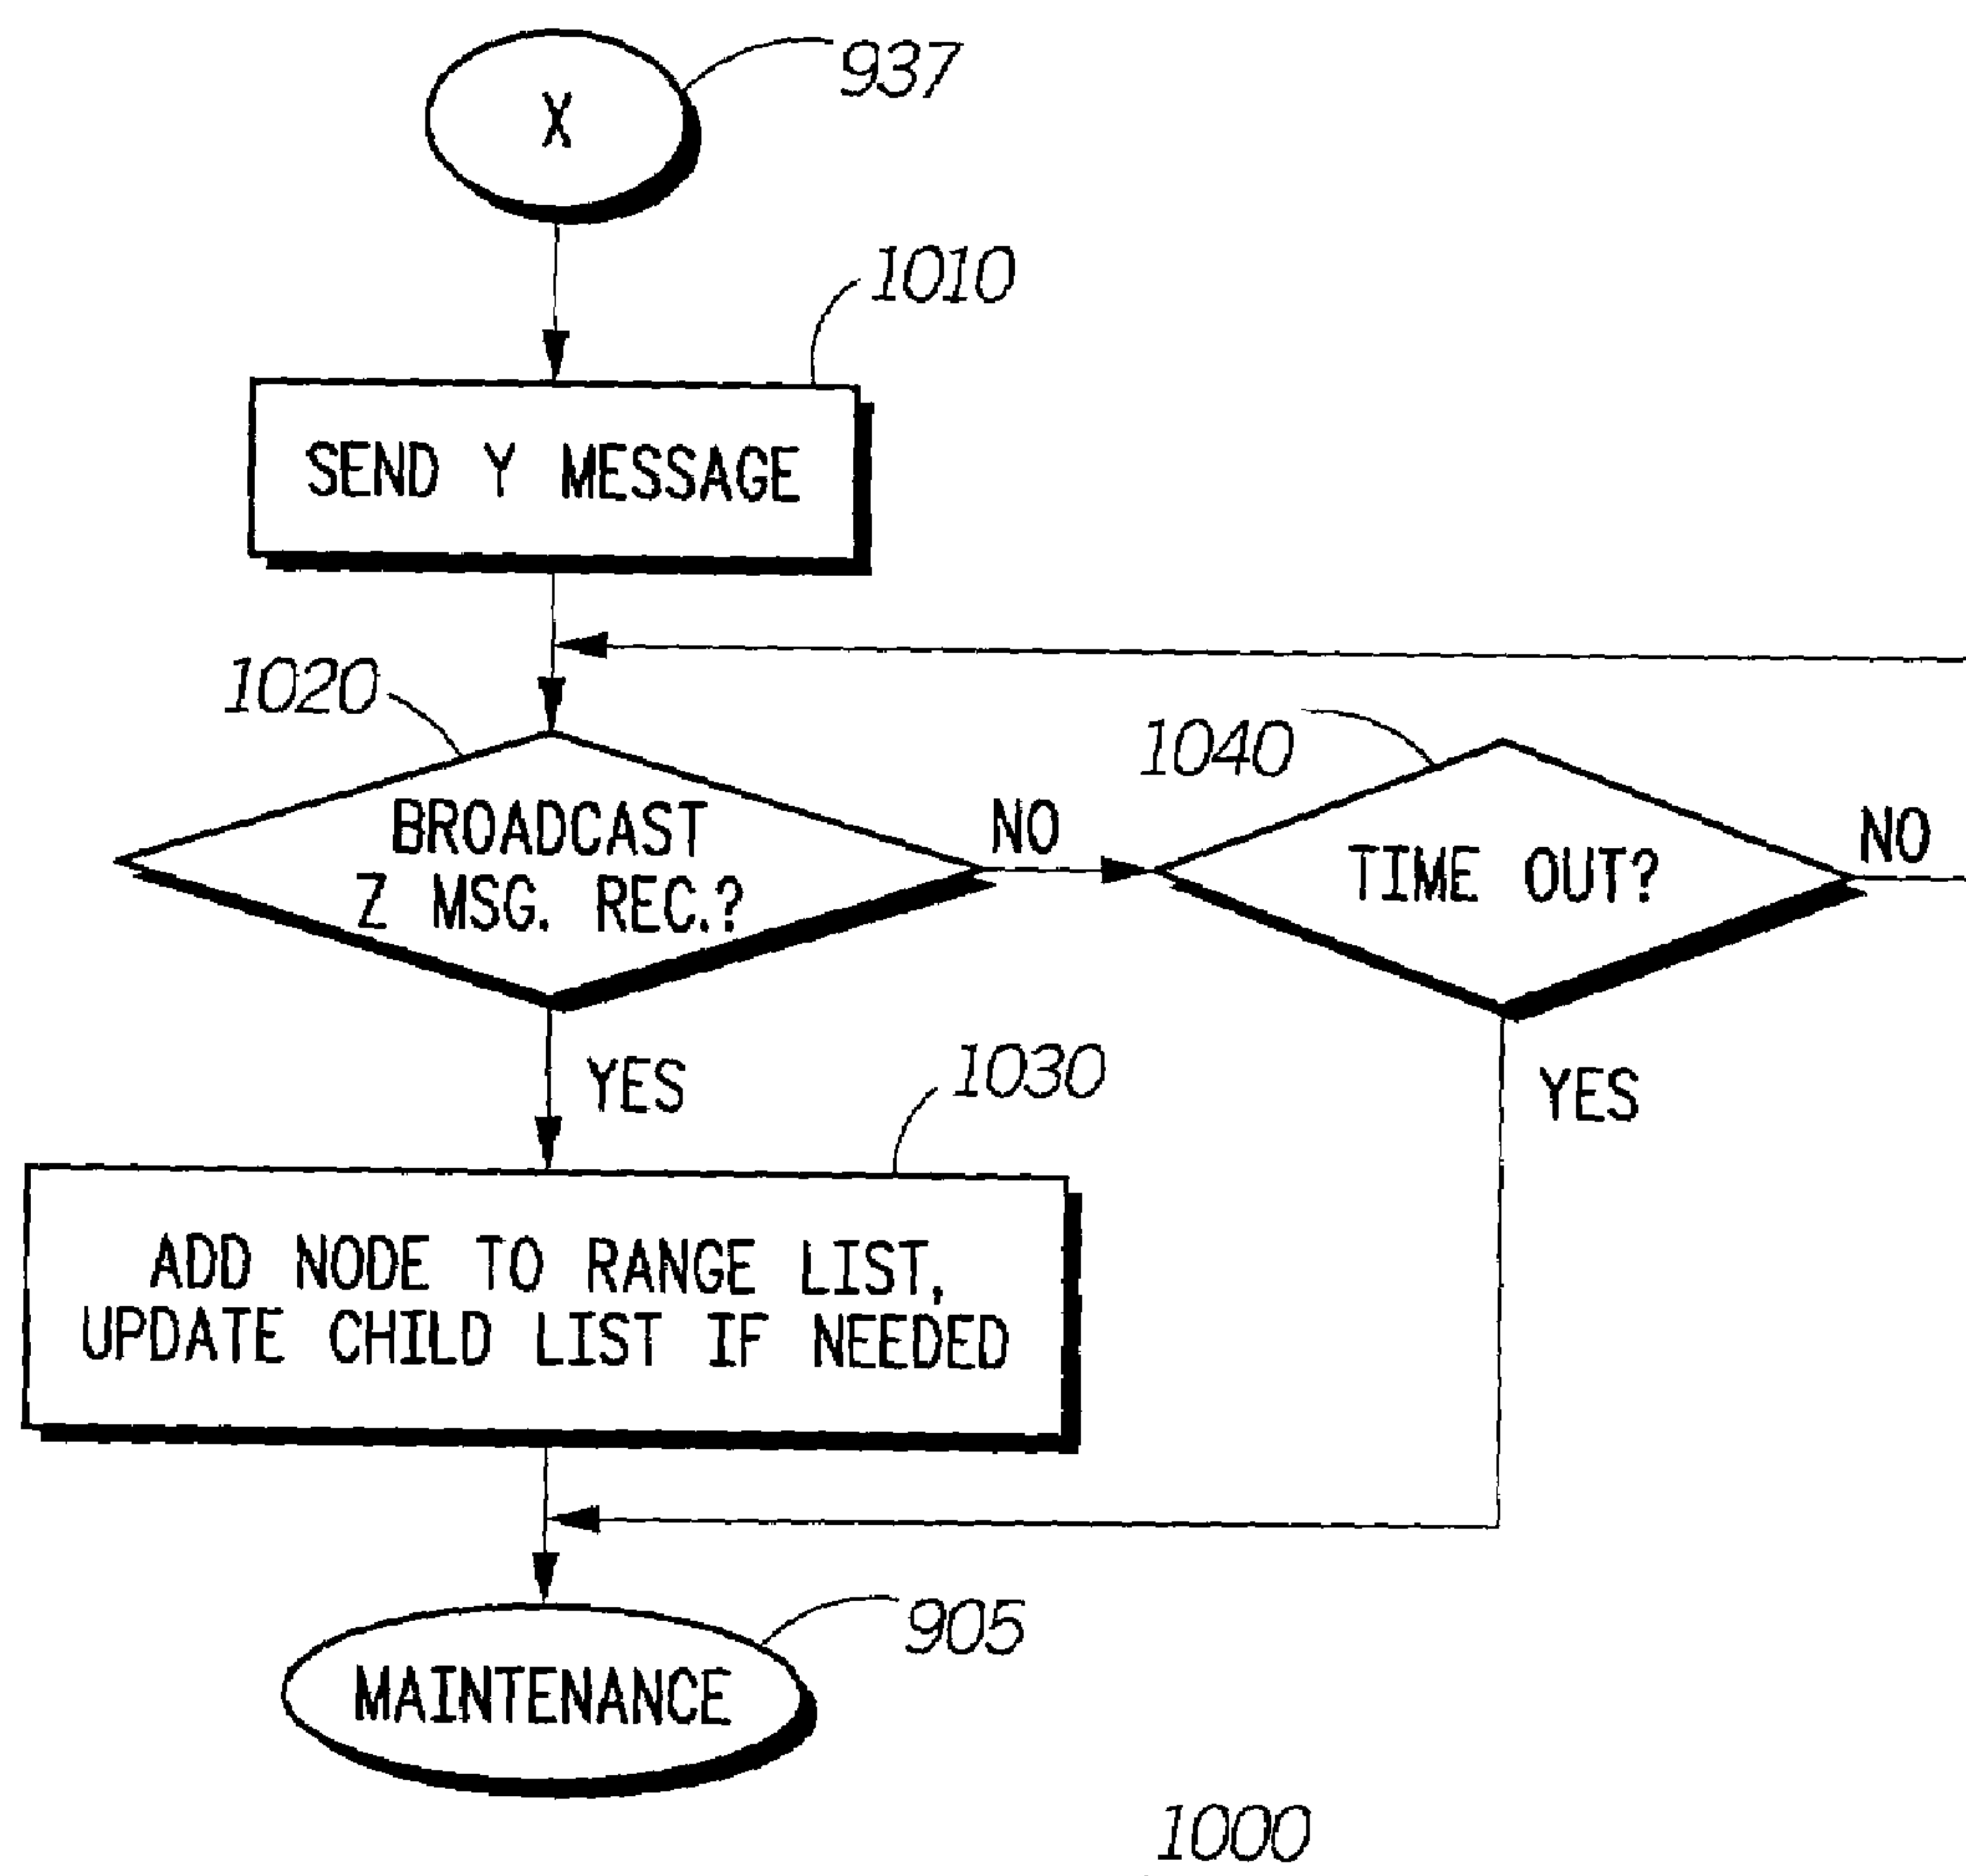 X
937
1010
SEND Y MESSAGE
1020
1040
BROADCAST
Z MSG. REC.?
NO
TIME OUT?
NO
YES
1030
YES
ADD NODE TO RANGE LIST,
UPDATE CHILD LIST IF NEEDED
905
MAINTENANCE
1000